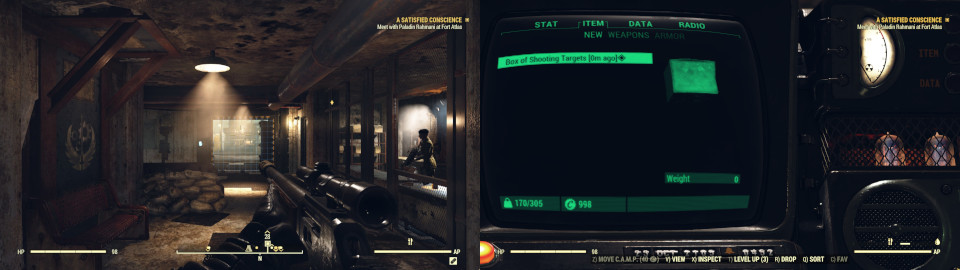 A SATISFIED CONSCIENCE
Meet with Paladin Rahmani at Fort Atlas
HP
98
N
AP
STAT ITEM DATA RADIO
NEW WEAPONS ARMOR
Box of Shooting Targets [0m ago]
Weight 0
170/305
998
A SATISFIED CONSCIENCE
Meet with Paladin Rahmani at Fort Atlas
ITEM
DATA
HP
98
AP
Z) MOVE C.A.M.P. V) VIEW X) INSPECT T) LEVEL UP (3) R) DROP Q) SORT C) FAV